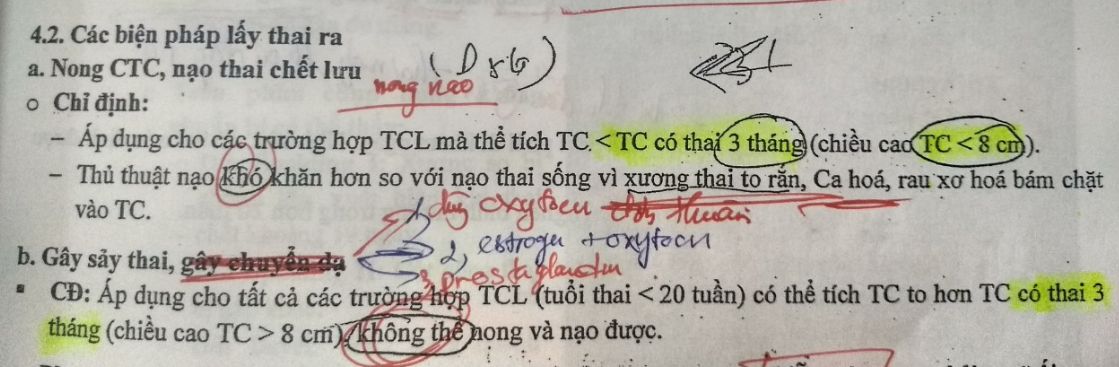 4.2. Các biện pháp lấy thai ra
a. Nong CTC, nạo thai chết lưu (D&G)
nong nạo
o Chỉ định:
− Áp dụng cho các trường hợp TCL mà thể tích TC < TC có thai 3 tháng (chiều cao TC < 8 cm).
− Thủ thuật nạo khó khăn hơn so với nạo thai sống vì xương thai to rắn, Ca hoá, rau xơ hoá bám chặt
vào TC.
dùng oxytocin thuần
2, estrogen + oxytocin
b. Gây sảy thai, gây chuyển dạ
3, prostaglandin
▪ CĐ: Áp dụng cho tất cả các trường hợp TCL (tuổi thai < 20 tuần) có thể tích TC to hơn TC có thai 3
tháng (chiều cao TC > 8 cm), không thể nong và nạo được.